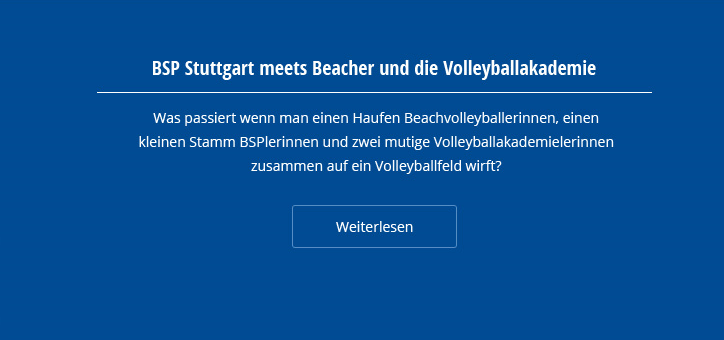 BSP Stuttgart meets Beacher und die Volleyballakademie
Was passiert wenn man einen Haufen Beachvolleyballerinnen, einen
kleinen Stamm BSPlerinnen und zwei mutige Volleyballakademielerinnen
zusammen auf ein Volleyballfeld wirft?
Weiterlesen